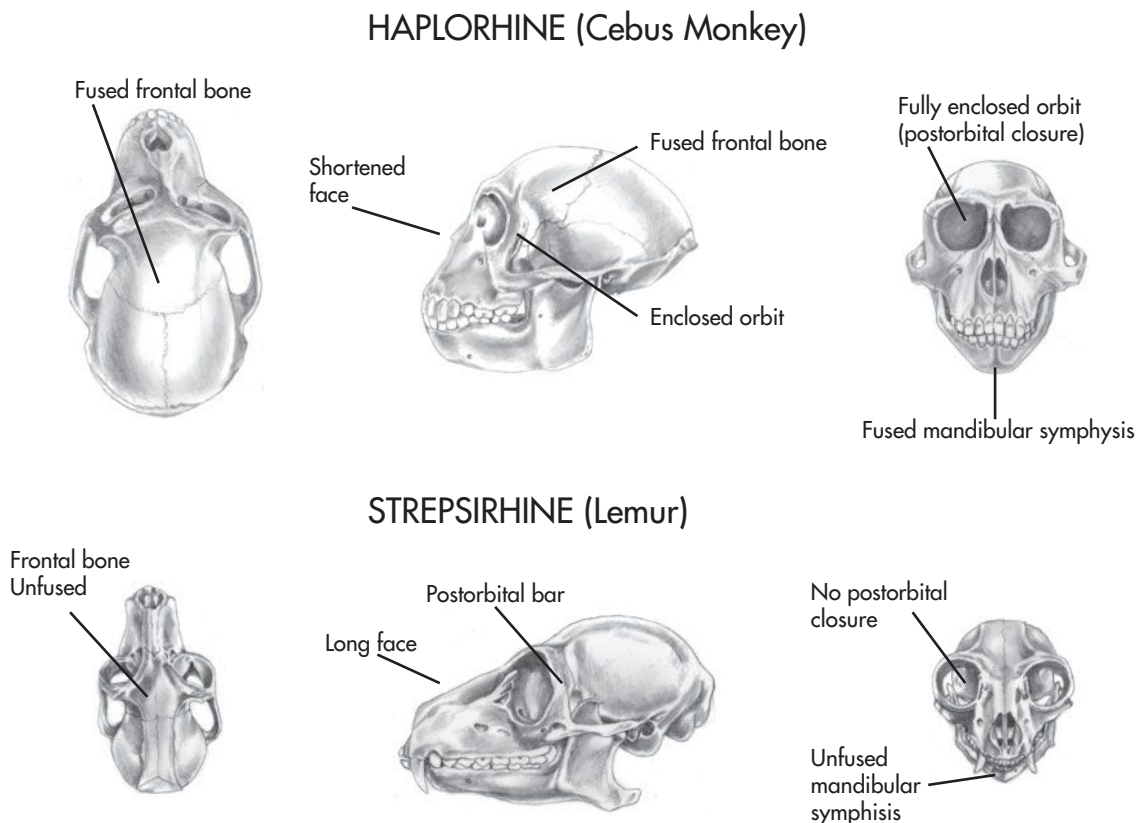 HAPLORHINE (Cebus Monkey)
Fused frontal bone
Shortened
face
Fused frontal bone
Enclosed orbit
Fully enclosed orbit
(postorbital closure)
Fused mandibular symphysis
STREPSIRHINE (Lemur)
Frontal bone
Unfused
Long face
Postorbital bar
No postorbital
closure
Unfused
mandibular
symphisis